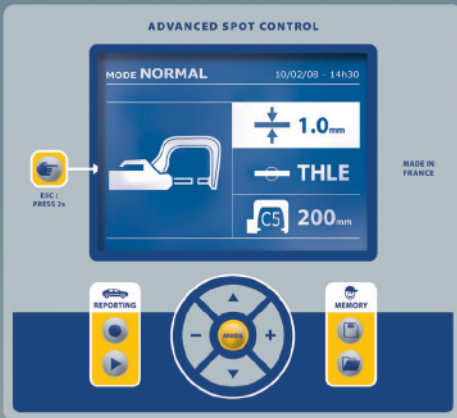 ADVANCED SPOT CONTROL
MODE NORMAL
10/02/08 - 14h30
1.0mm
THLE
C5 200mm
ESC :
PRESS 2s
MADE IN
FRANCE
REPORTING
MEMORY
MODE